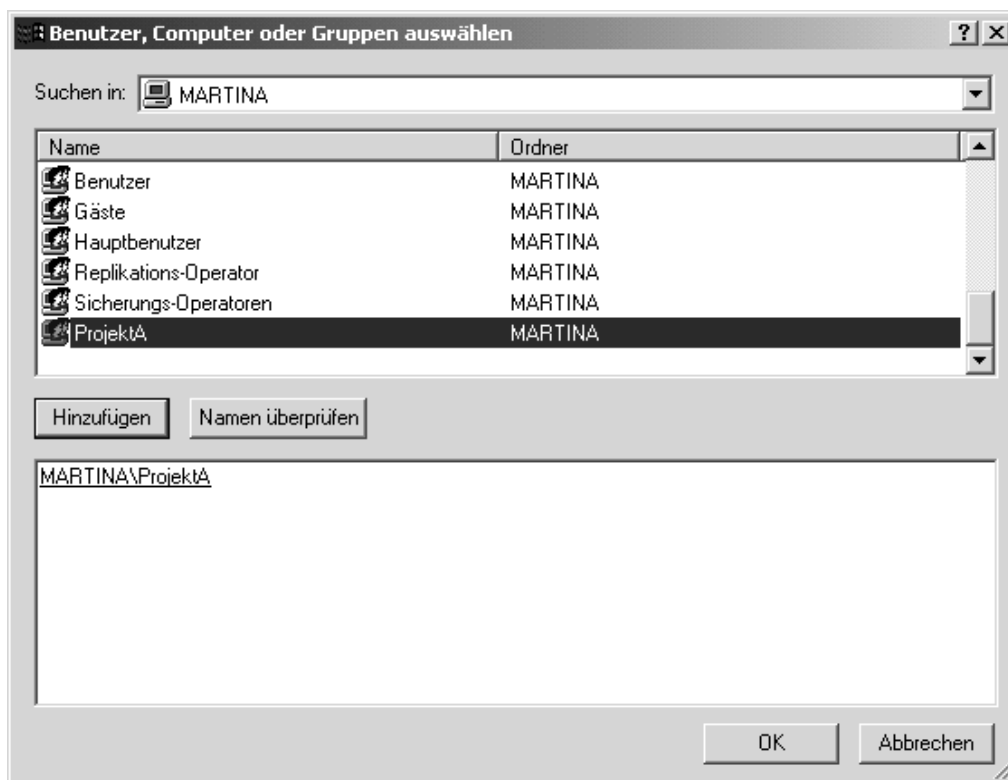 Benutzer, Computer oder Gruppen auswählen
Suchen in: MARTINA
Name Ordner
Benutzer MARTINA
Gäste MARTINA
Hauptbenutzer MARTINA
Replikations-Operator MARTINA
Sicherungs-Operatoren MARTINA
ProjektA MARTINA
Hinzufügen Namen überprüfen
MARTINA\ProjektA
OK Abbrechen